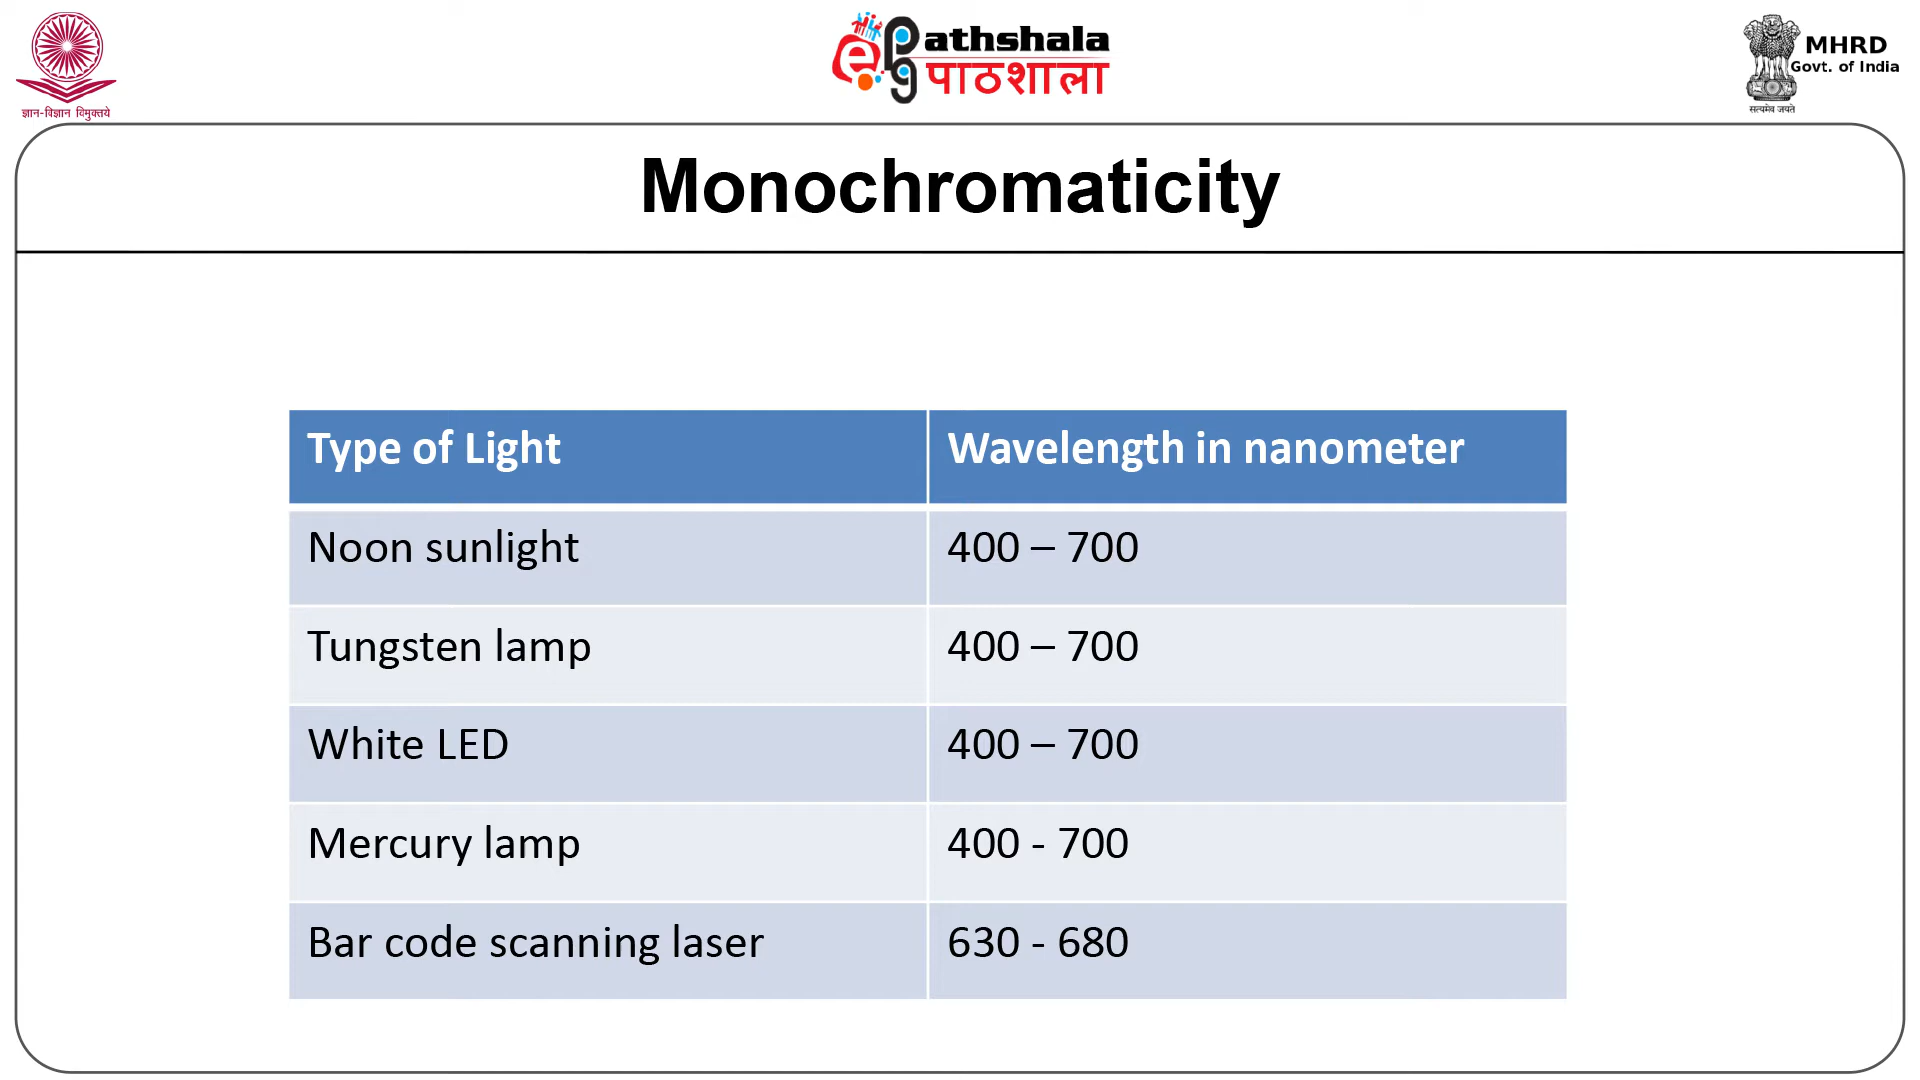 ज्ञान-विज्ञान विमुक्तये
ePg Pathshala
पाठशाला
MHRD
Govt. of India
सत्यमेव जयते
Monochromaticity
Type of Light Wavelength in nanometer
Noon sunlight 400 – 700
Tungsten lamp 400 – 700
White LED 400 – 700
Mercury lamp 400 - 700
Bar code scanning laser 630 - 680